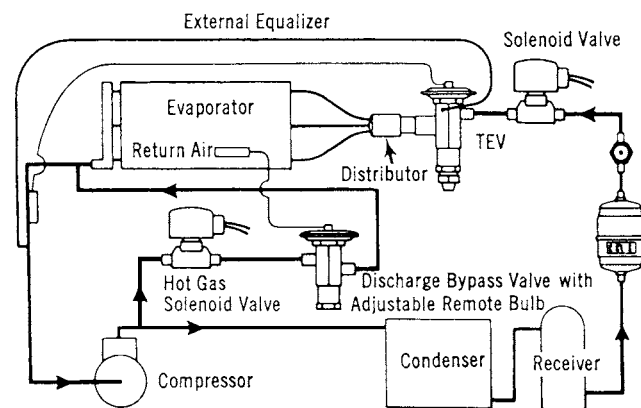 External Equalizer
Solenoid Valve
Evaporator
Return Air
TEV
Distributor
Hot Gas
Solenoid Valve
Discharge Bypass Valve with
Adjustable Remote Bulb
Compressor
Condenser
Receiver